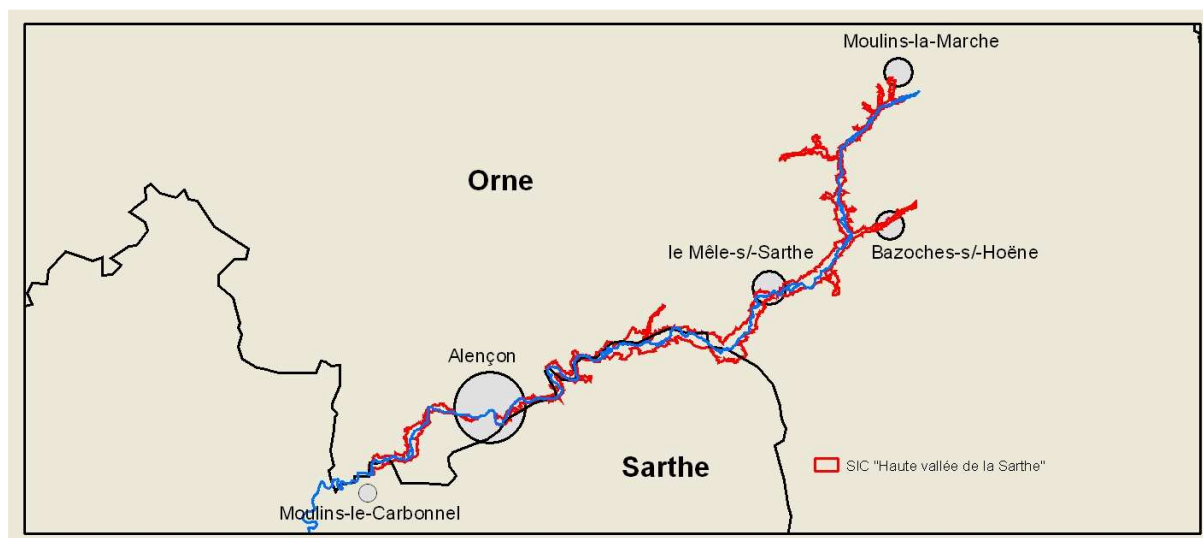 Moulins-la-Marche
Orne
le Mêle-s/-Sarthe
Bazoches-s/-Hoëne
Alençon
Sarthe
SIC "Haute vallée de la Sarthe"
Moulins-le-Carbonnel